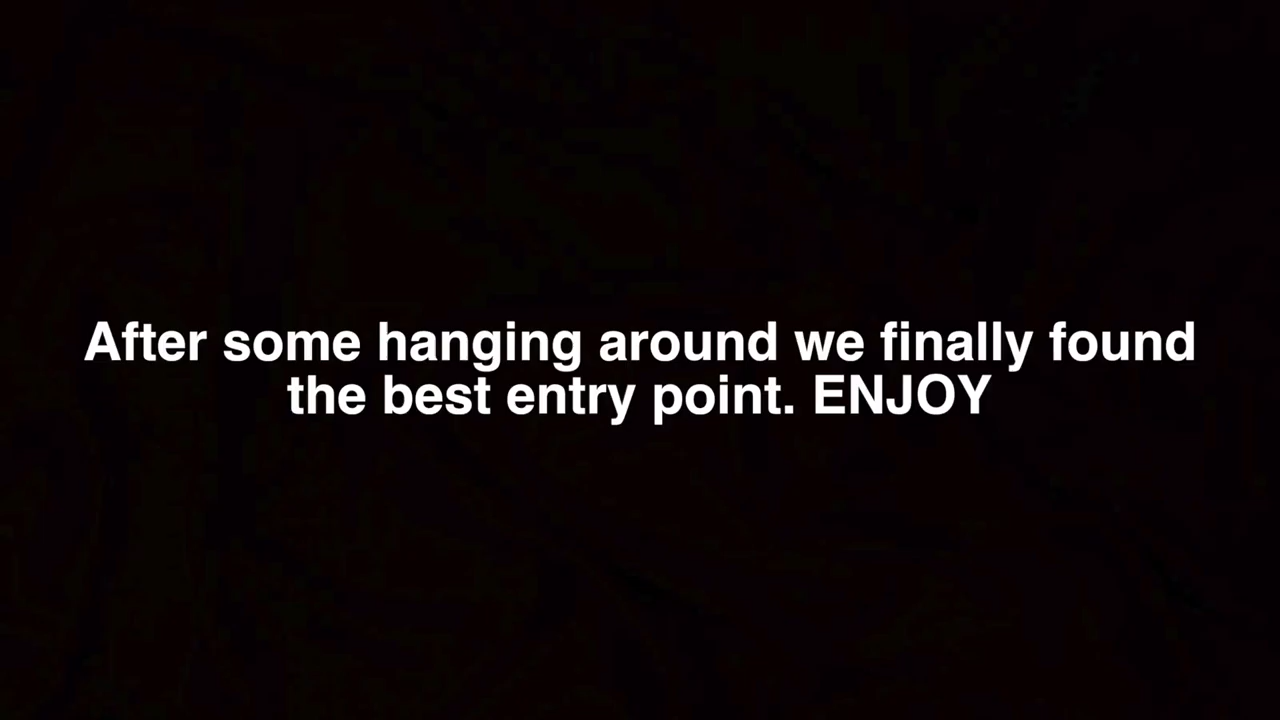 After some hanging around we finally found
the best entry point. ENJOY